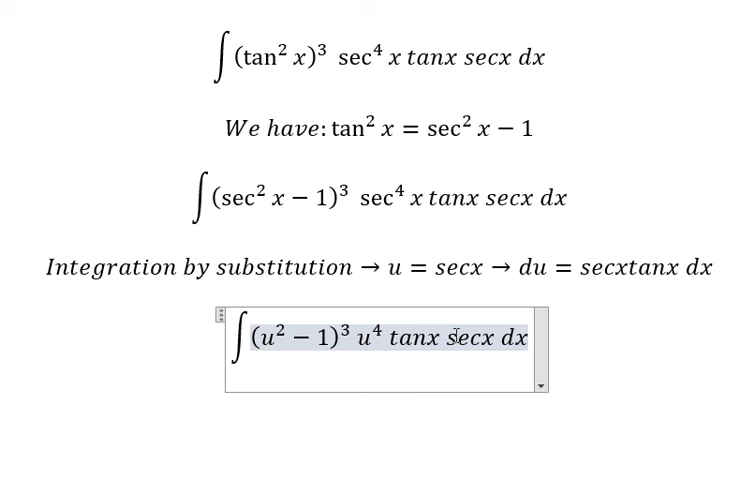 ∫(tan² x)³ sec⁴ x tanx secx dx
We have: tan² x = sec² x − 1
∫(sec² x − 1)³ sec⁴ x tanx secx dx
Integration by substitution → u = secx → du = secxtanx dx
∫(u² − 1)³ u⁴ tanx secx dx